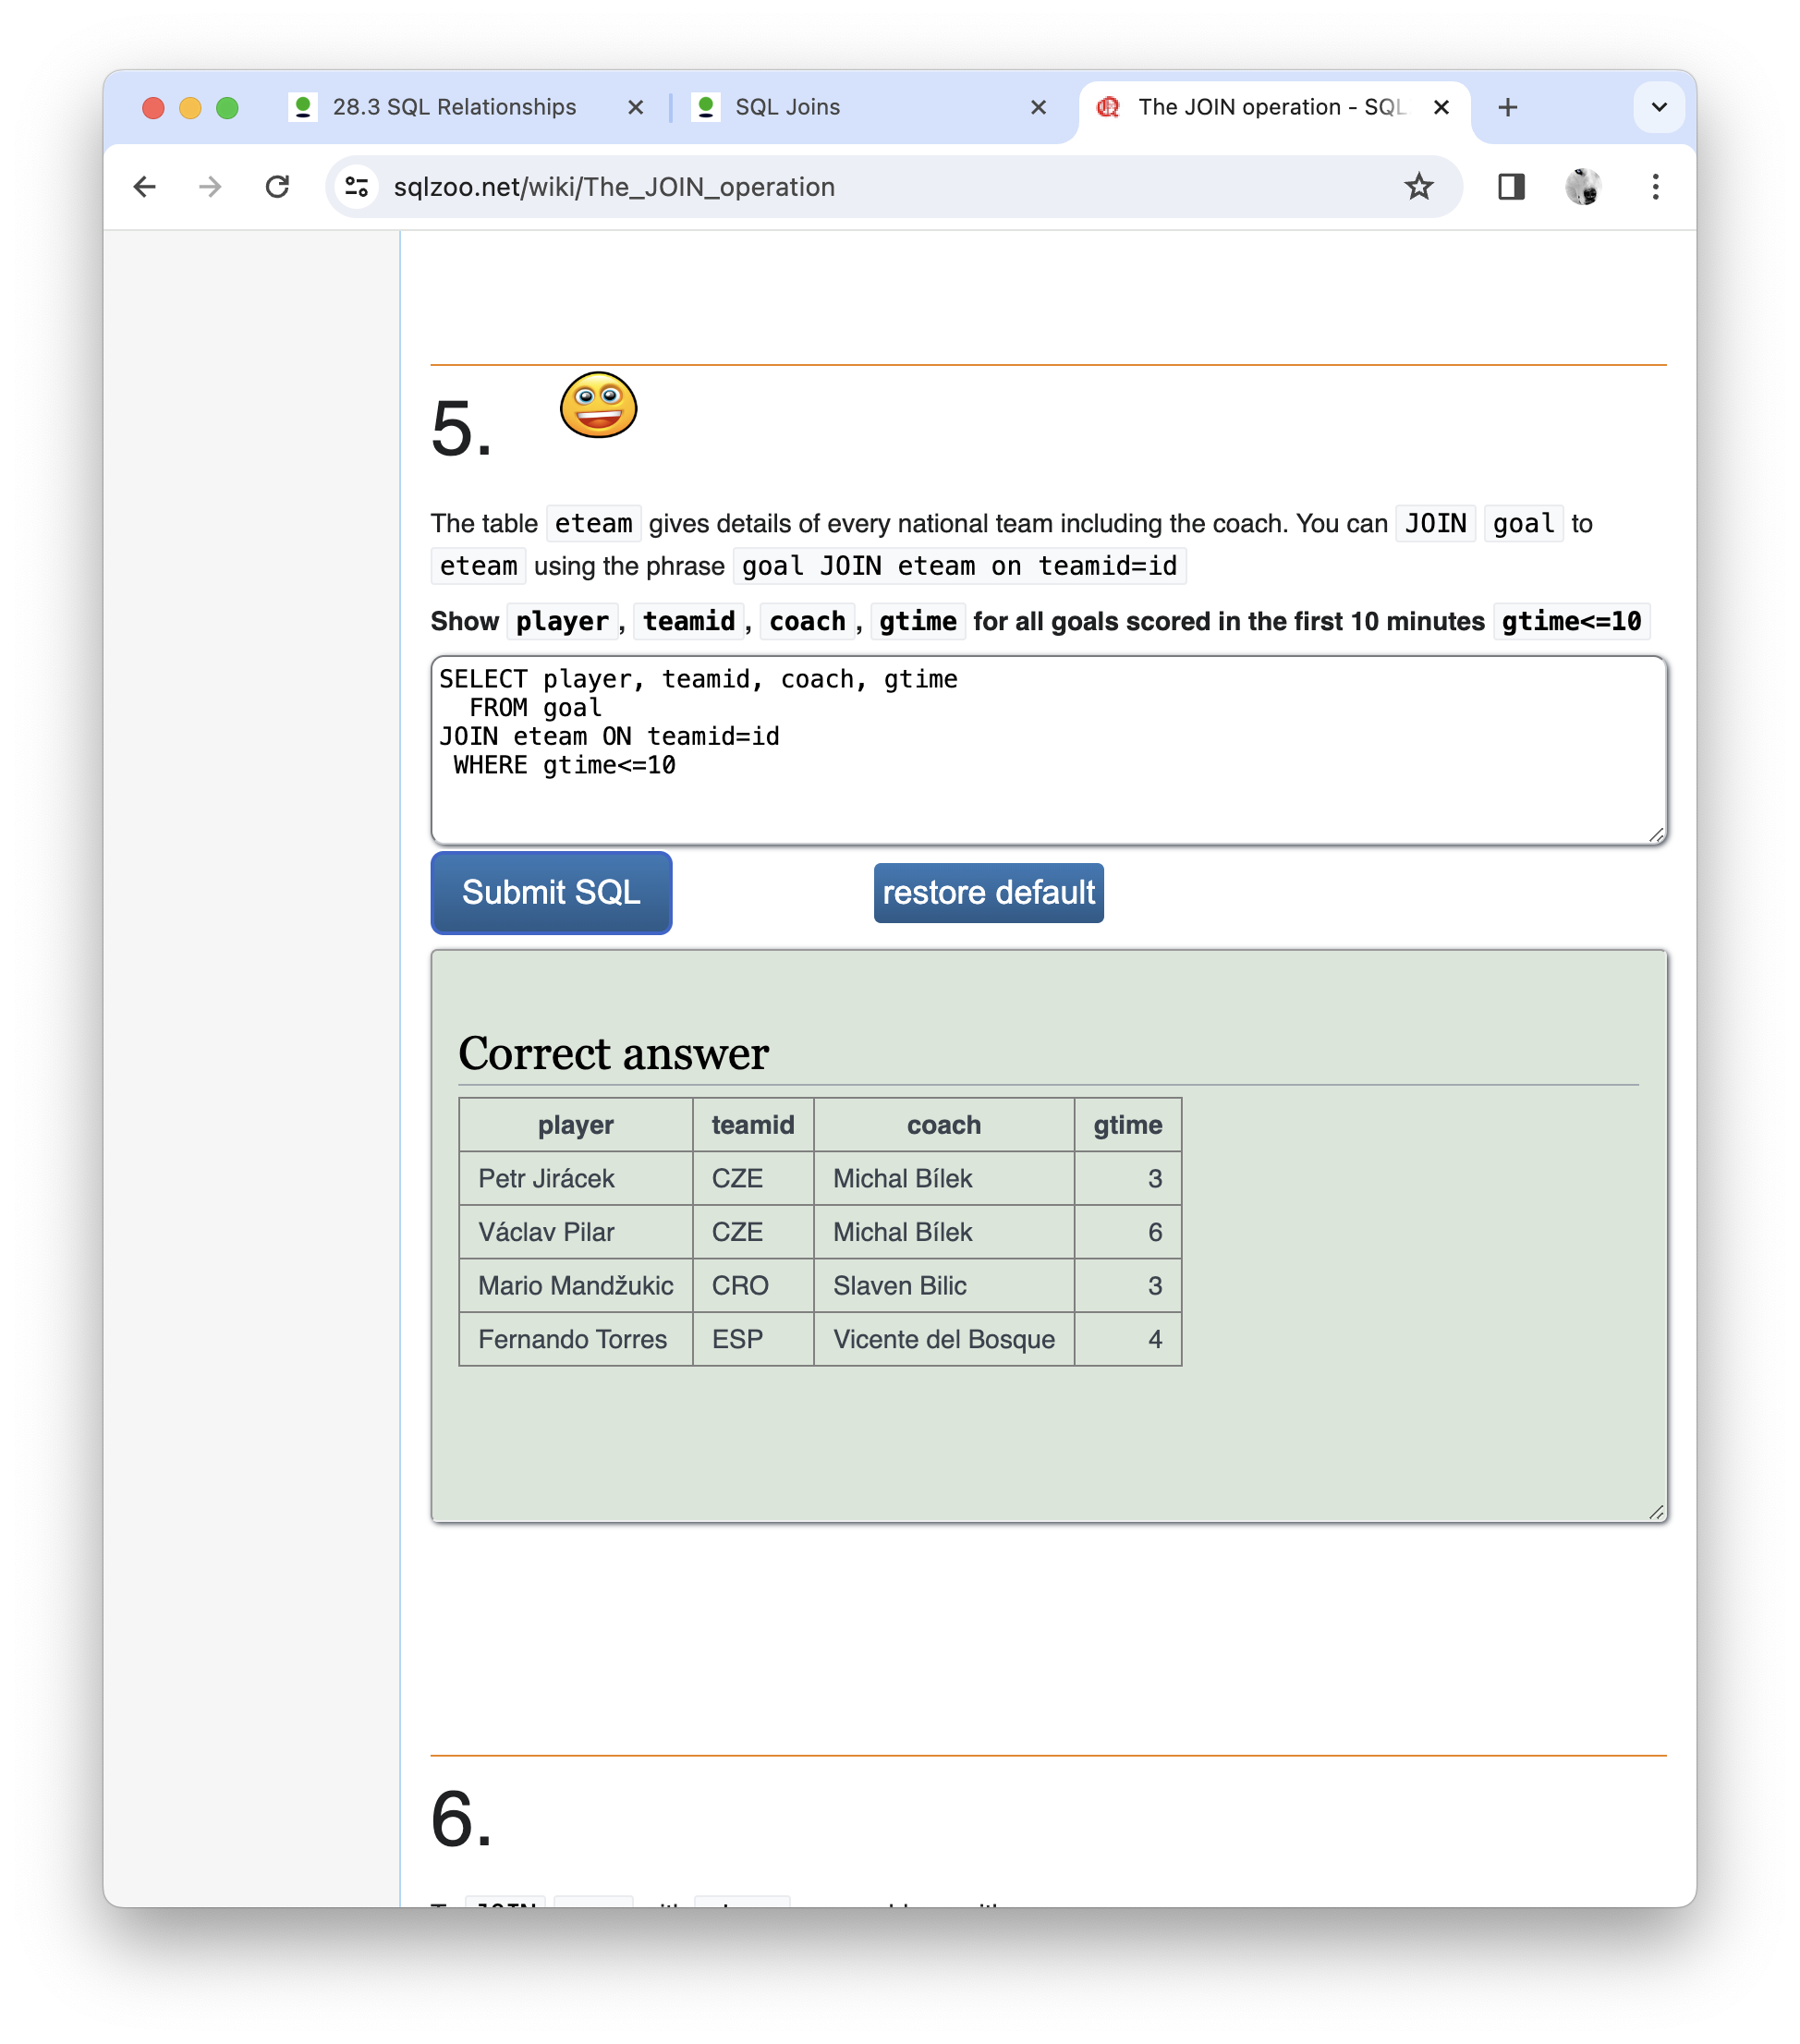 28.3 SQL Relationships
SQL Joins
The JOIN operation - SQL
sqlzoo.net/wiki/The_JOIN_operation
5.
The table eteam gives details of every national team including the coach. You can JOIN goal to
eteam using the phrase goal JOIN eteam on teamid=id
Show player, teamid, coach, gtime for all goals scored in the first 10 minutes gtime<=10
SELECT player, teamid, coach, gtime
FROM goal
JOIN eteam ON teamid=id
WHERE gtime<=10
Submit SQL restore default
Correct answer
player teamid coach gtime
Petr Jirácek CZE Michal Bílek 3
Václav Pilar CZE Michal Bílek 6
Mario Mandžukic CRO Slaven Bilic 3
Fernando Torres ESP Vicente del Bosque 4
6.